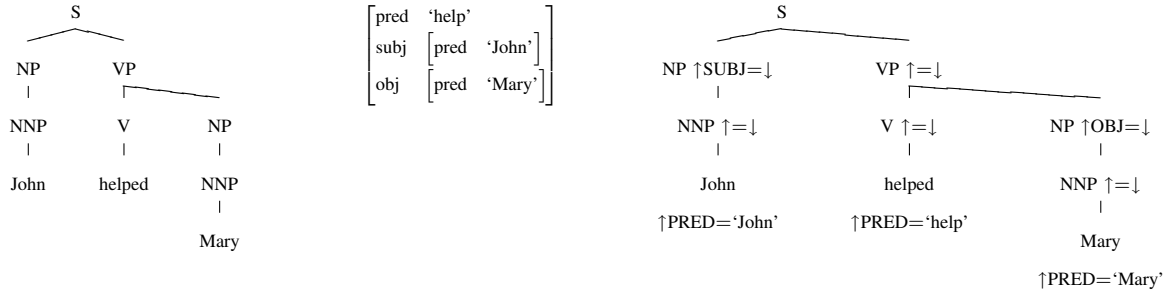 S
NP VP
NNP V NP
John helped NNP
Mary
pred ‘help’
subj [pred ‘John’]
obj [pred ‘Mary’]
S
NP ↑SUBJ=↓ VP ↑=↓
NNP ↑=↓ V ↑=↓ NP ↑OBJ=↓
John helped NNP ↑=↓
↑PRED=‘John’ ↑PRED=‘help’ Mary
↑PRED=‘Mary’